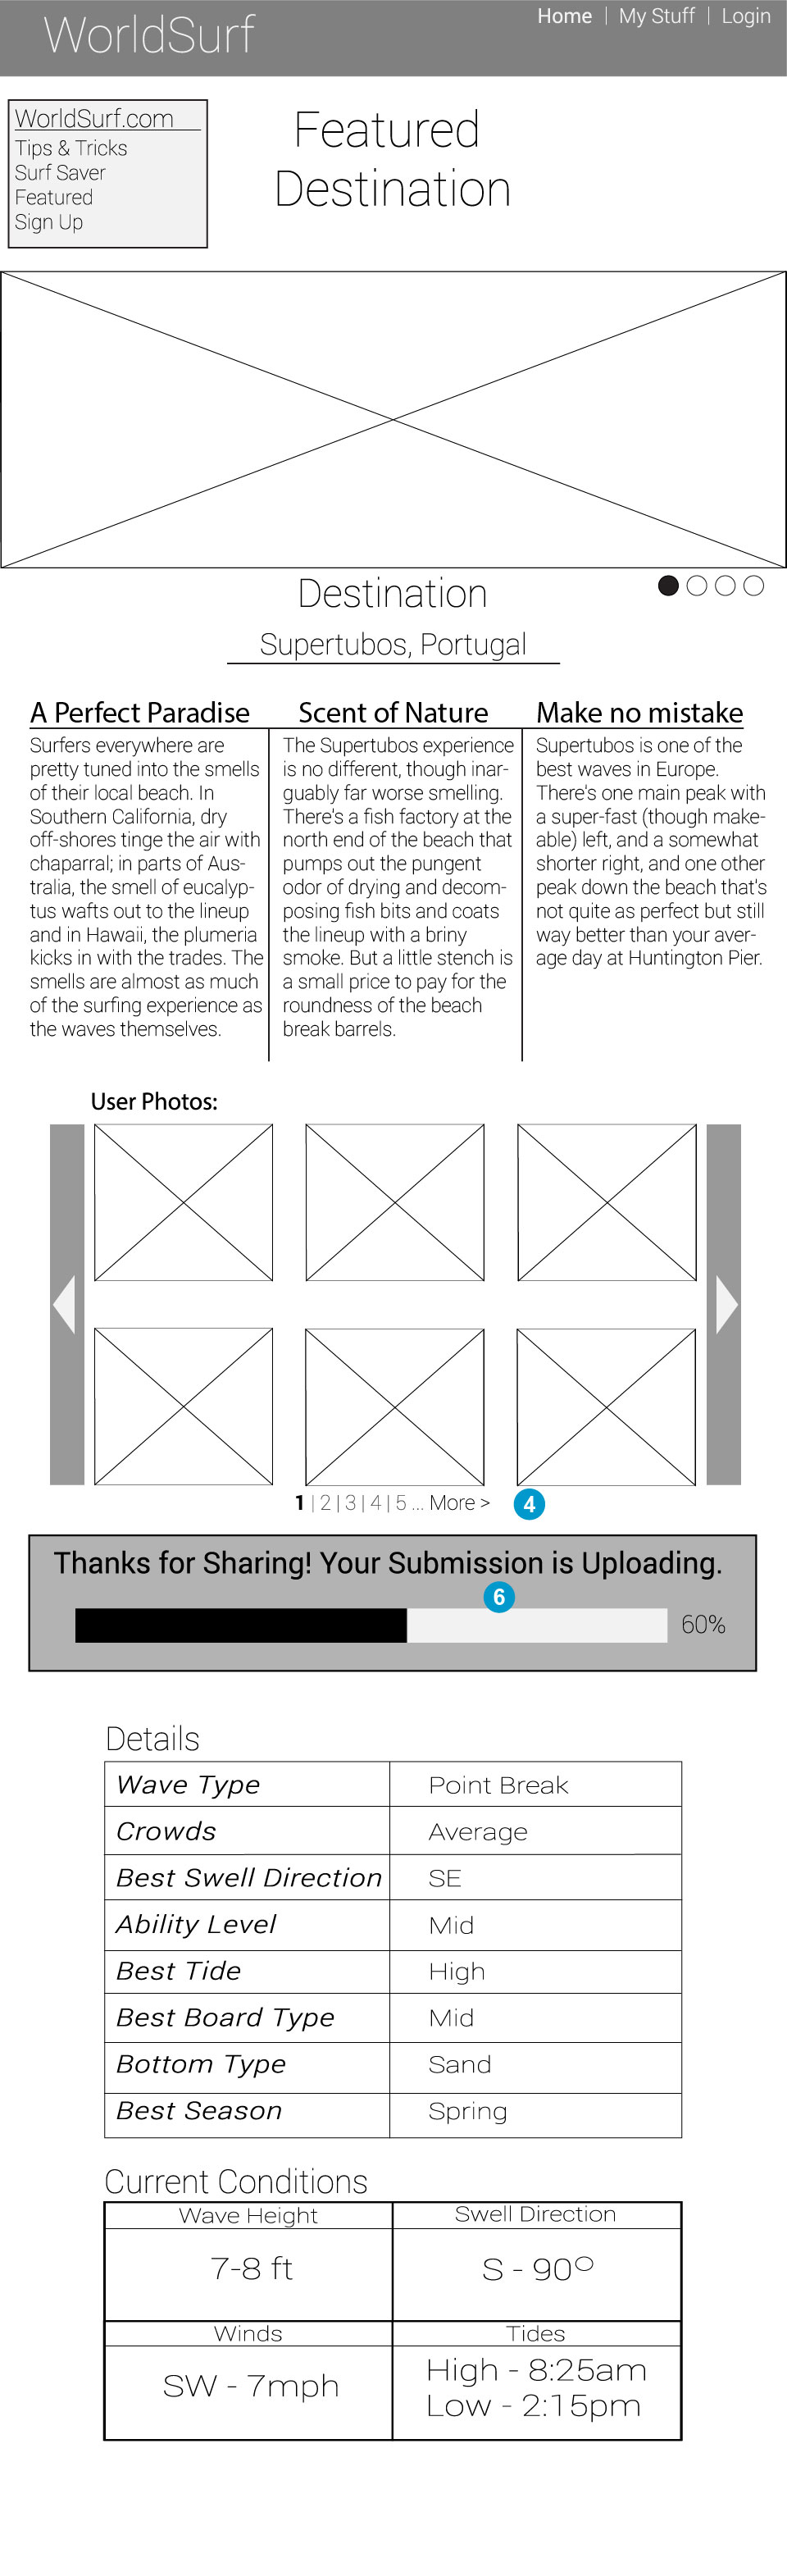 WorldSurf
Home | My Stuff | Login
WorldSurf.com
Tips & Tricks
Surf Saver
Featured
Sign Up
Featured
Destination
Destination
Supertubos, Portugal
A Perfect Paradise
Surfers everywhere are
pretty tuned into the smells
of their local beach. In
Southern California, dry
off-shores tinge the air with
chaparral; in parts of Aus-
tralia, the smell of eucalyp-
tus wafts out to the lineup
and in Hawaii, the plumeria
kicks in with the trades. The
smells are almost as much
of the surfing experience as
the waves themselves.
Scent of Nature
The Supertubos experience
is no different, though inar-
guably far worse smelling.
There's a fish factory at the
north end of the beach that
pumps out the pungent
odor of drying and decom-
posing fish bits and coats
the lineup with a briny
smoke. But a little stench is
a small price to pay for the
roundness of the beach
break barrels.
Make no mistake
Supertubos is one of the
best waves in Europe.
There's one main peak with
a super-fast (though make-
able) left, and a somewhat
shorter right, and one other
peak down the beach that's
not quite as perfect but still
way better than your aver-
age day at Huntington Pier.
User Photos:
1 | 2 | 3 | 4 | 5 ... More >
4
Thanks for Sharing! Your Submission is Uploading.
6
60%
Details
Wave Type Point Break
Crowds Average
Best Swell Direction SE
Ability Level Mid
Best Tide High
Best Board Type Mid
Bottom Type Sand
Best Season Spring
Current Conditions
Wave Height
7-8 ft
Swell Direction
S - 90°
Winds
SW - 7mph
Tides
High - 8:25am
Low - 2:15pm